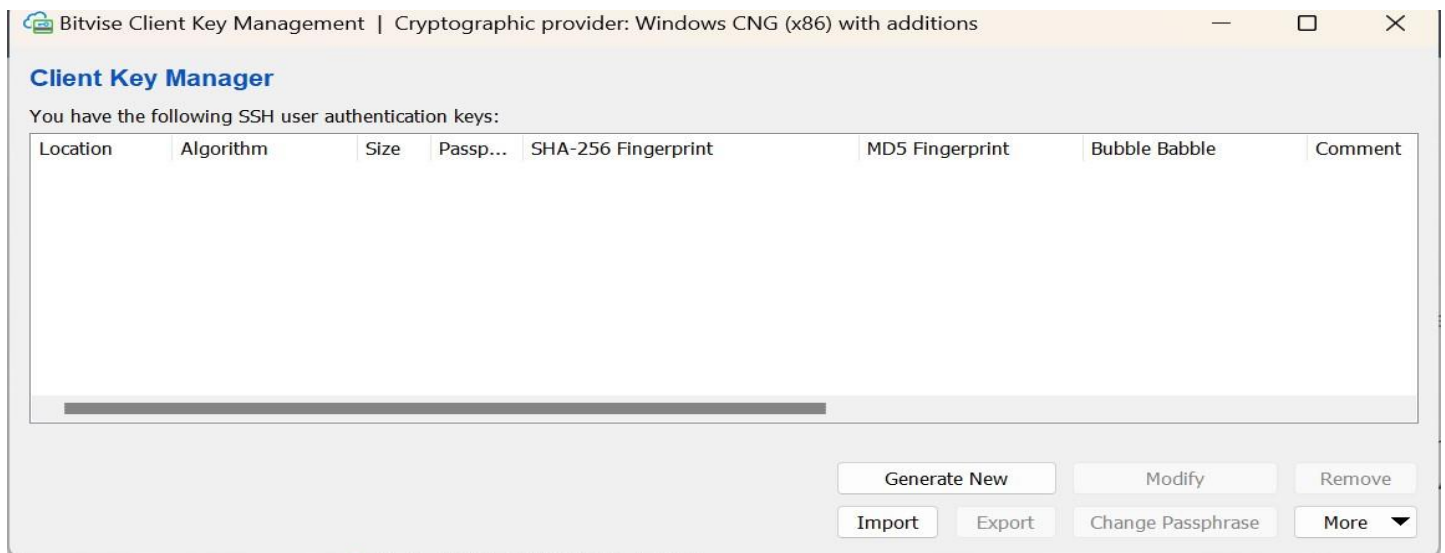 Bitvise Client Key Management | Cryptographic provider: Windows CNG (x86) with additions
Client Key Manager
You have the following SSH user authentication keys:
Location Algorithm Size Passp... SHA-256 Fingerprint MD5 Fingerprint Bubble Babble Comment
Generate New Modify Remove
Import Export Change Passphrase More